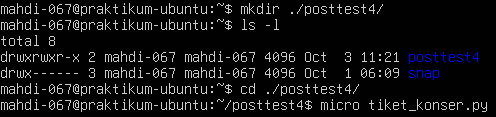 mahdi-067@praktikum-ubuntu:~$ mkdir ./posttest4/
mahdi-067@praktikum-ubuntu:~$ ls -l
total 8
drwxrwxr-x 2 mahdi-067 mahdi-067 4096 Oct  3 11:21 posttest4
drwx------ 3 mahdi-067 mahdi-067 4096 Oct  1 06:09 snap
mahdi-067@praktikum-ubuntu:~$ cd ./posttest4/
mahdi-067@praktikum-ubuntu:~/posttest4$ micro tiket_konser.py